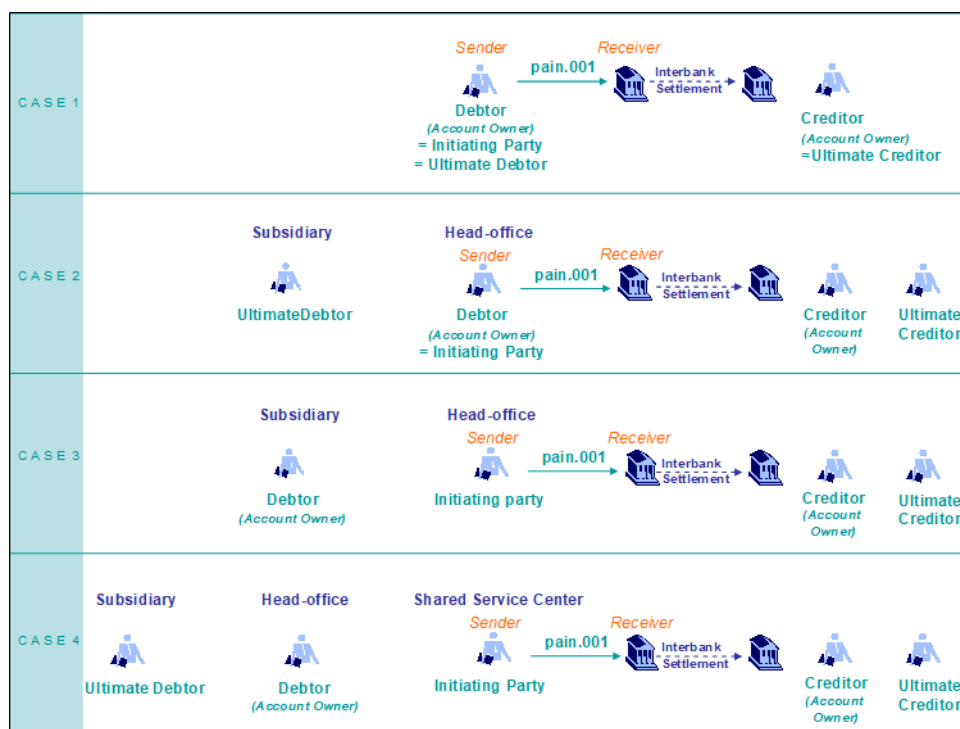 CASE 1
Sender
Receiver
pain.001
Interbank
Settlement
Debtor
(Account Owner)
= Initiating Party
= Ultimate Debtor
Creditor
(Account Owner)
=Ultimate Creditor
CASE 2
Subsidiary
Head-office
Sender
Receiver
pain.001
Interbank
Settlement
UltimateDebtor
Debtor
(Account Owner)
= Initiating Party
Creditor
(Account
Owner)
Ultimate
Creditor
CASE 3
Subsidiary
Head-office
Sender
Receiver
pain.001
Interbank
Settlement
Debtor
(Account Owner)
Initiating party
Creditor
(Account
Owner)
Ultimate
Creditor
CASE 4
Subsidiary
Head-office
Shared Service Center
Sender
Receiver
pain.001
Interbank
Settlement
Ultimate Debtor
Debtor
(Account Owner)
Initiating Party
Creditor
(Account
Owner)
Ultimate
Creditor